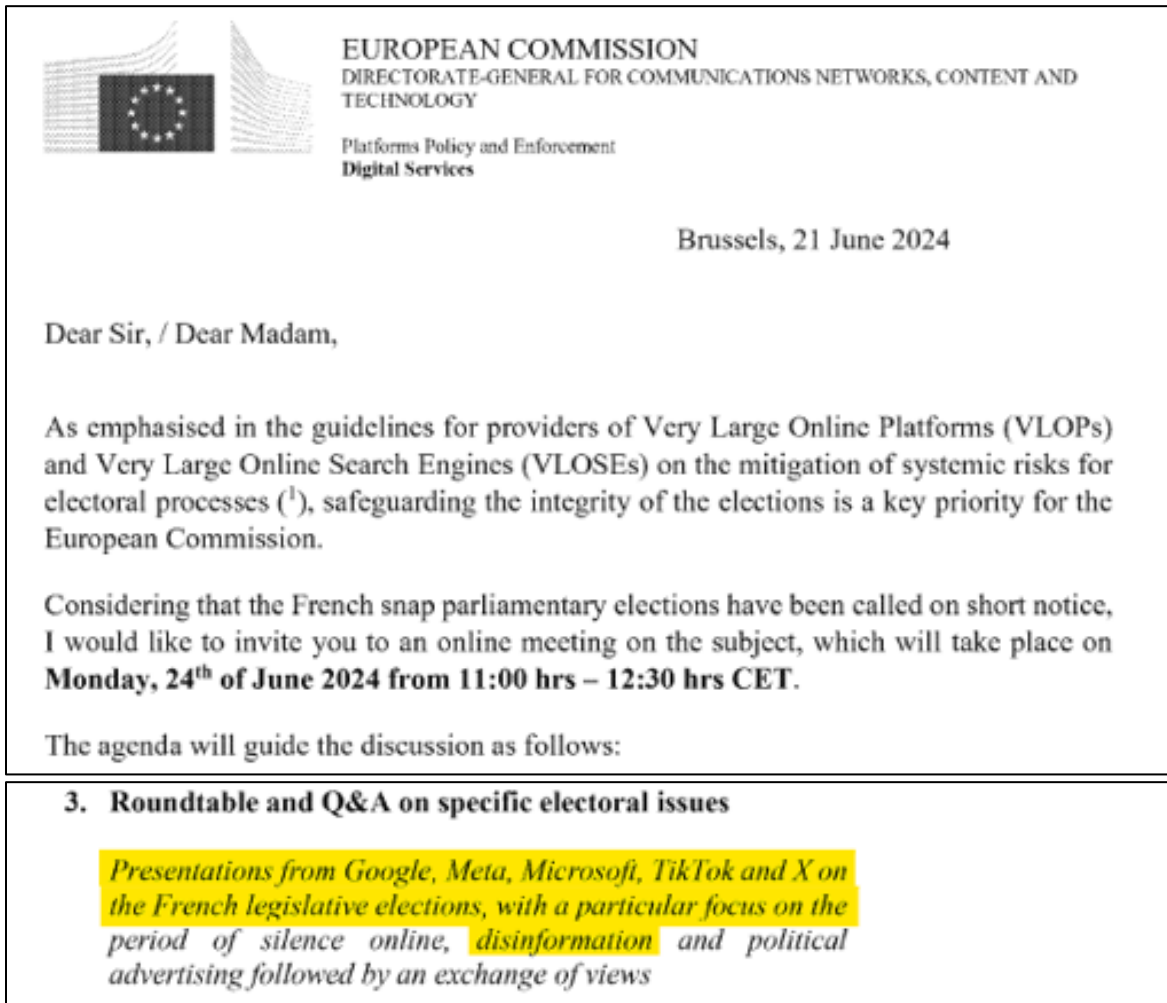 EUROPEAN COMMISSION
DIRECTORATE-GENERAL FOR COMMUNICATIONS NETWORKS, CONTENT AND
TECHNOLOGY
Platforms Policy and Enforcement
Digital Services
Brussels, 21 June 2024
Dear Sir, / Dear Madam,
As emphasised in the guidelines for providers of Very Large Online Platforms (VLOPs)
and Very Large Online Search Engines (VLOSEs) on the mitigation of systemic risks for
electoral processes (¹), safeguarding the integrity of the elections is a key priority for the
European Commission.
Considering that the French snap parliamentary elections have been called on short notice,
I would like to invite you to an online meeting on the subject, which will take place on
Monday, 24th of June 2024 from 11:00 hrs – 12:30 hrs CET.
The agenda will guide the discussion as follows:
3. Roundtable and Q&A on specific electoral issues
Presentations from Google, Meta, Microsoft, TikTok and X on
the French legislative elections, with a particular focus on the
period of silence online, disinformation and political
advertising followed by an exchange of views